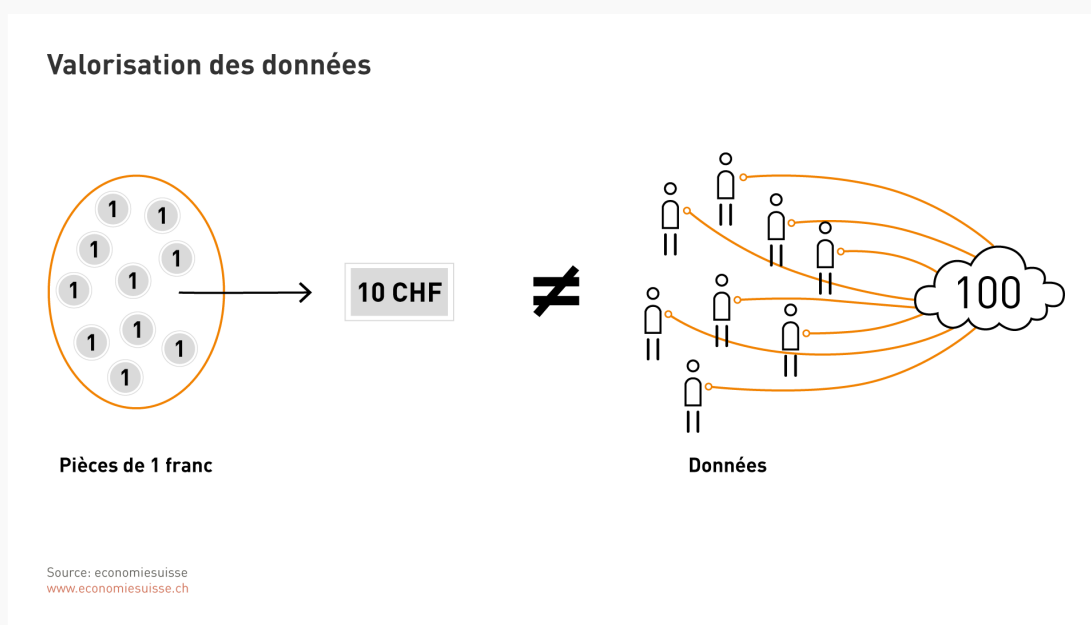 Valorisation des données
1
1
1
1
1
1
1
1
1
1
10 CHF
≠
100
Pièces de 1 franc
Données
Source: economiesuisse
www.economiesuisse.ch